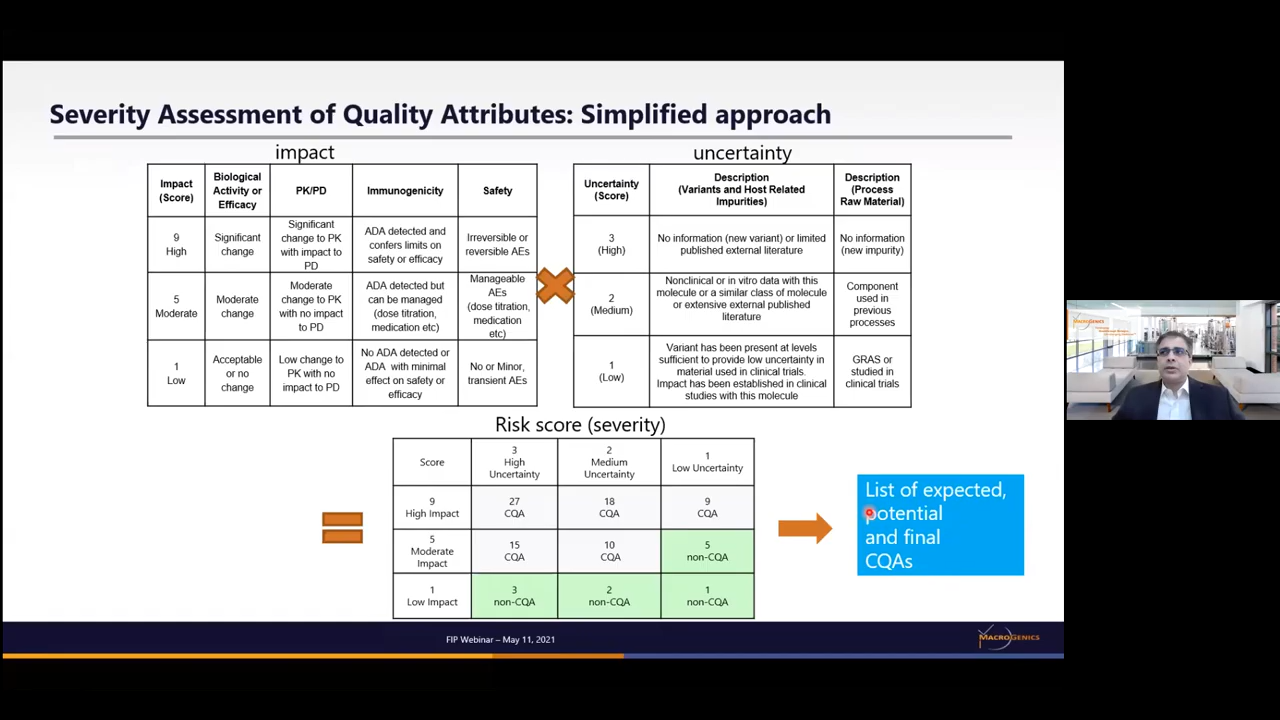 Severity Assessment of Quality Attributes: Simplified approach
impact
Impact
(Score)
Biological
Activity or
Efficacy
PK/PD
Immunogenicity
Safety
9
High
Significant
change
Significant
change to PK
with impact to
PD
ADA detected and
confers limits on
safety or efficacy
Irreversible or
reversible AEs
5
Moderate
Moderate
change
Moderate
change to PK
with no impact
to PD
ADA detected but
can be managed
(dose titration,
medication etc)
Manageable
AEs
(dose titration,
medication
etc)
1
Low
Acceptable
or no
change
Low change to
PK with no
impact to PD
No ADA detected or
ADA with minimal
effect on safety or
efficacy
No or Minor,
transient AEs
uncertainty
Uncertainty
(Score)
Description
(Variants and Host Related
Impurities)
Description
(Process
Raw Material)
3
(High)
No information (new variant) or limited
published external literature
No information
(new impurity)
2
(Medium)
Nonclinical or in vitro data with this
molecule or a similar class of molecule
or extensive external published
literature
Component
used in
previous
processes
1
(Low)
Variant has been present at levels
sufficient to provide low uncertainty in
material used in clinical trials.
Impact has been established in clinical
studies with this molecule
GRAS or
studied in
clinical trials
Risk score (severity)
Score
3
High
Uncertainty
2
Medium
Uncertainty
1
Low Uncertainty
9
High Impact
27
CQA
18
CQA
9
CQA
5
Moderate
Impact
15
CQA
10
CQA
5
non-CQA
1
Low Impact
3
non-CQA
2
non-CQA
1
non-CQA
List of expected,
potential
and final
CQAs
FIP Webinar – May 11, 2021
MACROGENICS
MACROGENICS